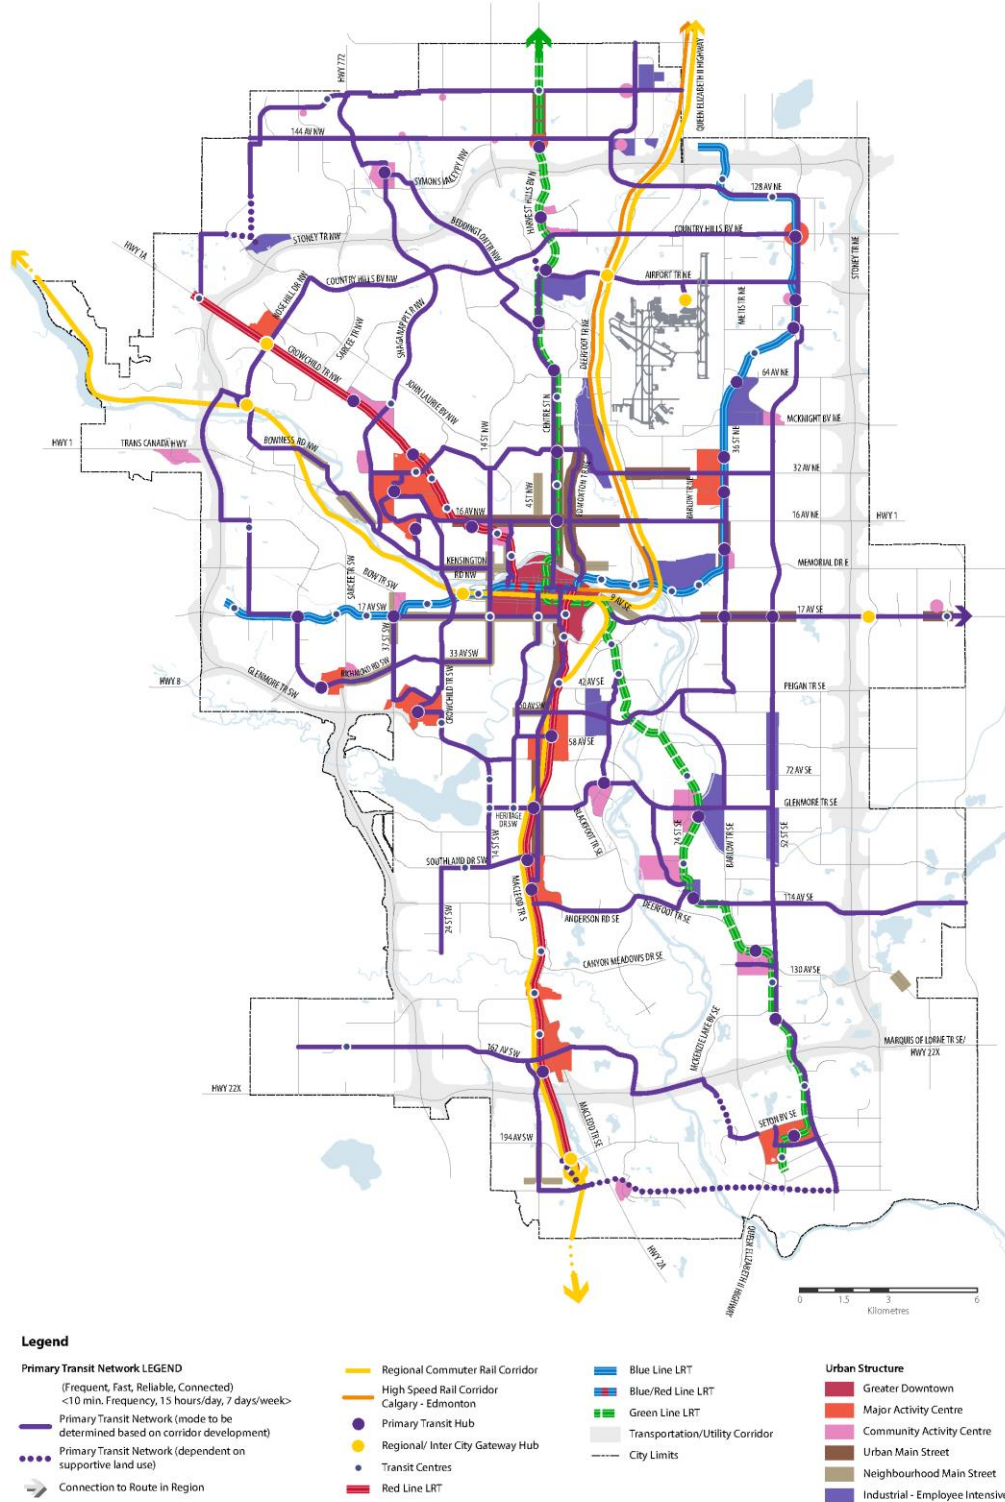 HWY 772
QUEEN ELIZABETH II HIGHWAY
144 AV NW
SYMONS VALLEY PY NW
HARVEST HILLS BV N
128 AV NE
BEDDINGTON TR NW
COUNTRY HILLS BV NE
STONEY TR NW
STONEY TR NE
HWY 1A
AIRPORT TR NE
COUNTRY HILLS BV NW
METIS TR NE
SARCEE TR NW
SHAGANAPPI TR NW
DEERFOOT TR NE
CROWCHILD TR NW
64 AV NE
JOHN LAURIE BV NW
CENTRE ST N
MCKNIGHT BV NE
HWY 1
TRANS CANADA HWY
BOWNESS RD NW
14 ST NW
36 ST NE
32 AV NE
4 ST NW
EDMONTON TR NE
BARLOW TR NE
16 AV NW
16 AV NE
HWY 1
KENSINGTON
RD NW
MEMORIAL DR E
SARCEE TR SW
BOW TR SW
9 AV SE
17 AV SW
17 AV SE
37 ST SW
33 AV SW
RICHMOND RD SW
GLENMORE TR SW
HWY 8
42 AV SE
PEIGAN TR SE
CROWCHILD TR SW
50 AV SW
58 AV SE
72 AV SE
GLENMORE TR SE
HERITAGE
DR SW
BLACKFOOT TR SE
24 ST SE
BARLOW TR SE
52 ST SE
14 ST SW
SOUTHLAND DR SW
MACLEOD TR S
24 ST SW
114 AV SE
ANDERSON RD SE
DEERFOOT TR SE
CANYON MEADOWS DR SE
130 AV SE
MCKENZIE LAKE BV SE
MARQUIS OF LORNE TR SE/
HWY 22X
162 AV SW
HWY 22X
MACLEOD TR SE
SETON BV SE
194 AV SW
HWY 2A
QUEEN ELIZABETH II HIGHWAY
0 1.5 3 6
Kilometres
Legend
Primary Transit Network LEGEND
(Frequent, Fast, Reliable, Connected)
<10 min. Frequency, 15 hours/day, 7 days/week>
Primary Transit Network (mode to be
determined based on corridor development)
Primary Transit Network (dependent on
supportive land use)
Connection to Route in Region
Regional Commuter Rail Corridor
High Speed Rail Corridor
Calgary - Edmonton
Primary Transit Hub
Regional/ Inter City Gateway Hub
Transit Centres
Red Line LRT
Blue Line LRT
Blue/Red Line LRT
Green Line LRT
Transportation/Utility Corridor
City Limits
Urban Structure
Greater Downtown
Major Activity Centre
Community Activity Centre
Urban Main Street
Neighbourhood Main Street
Industrial - Employee Intensive